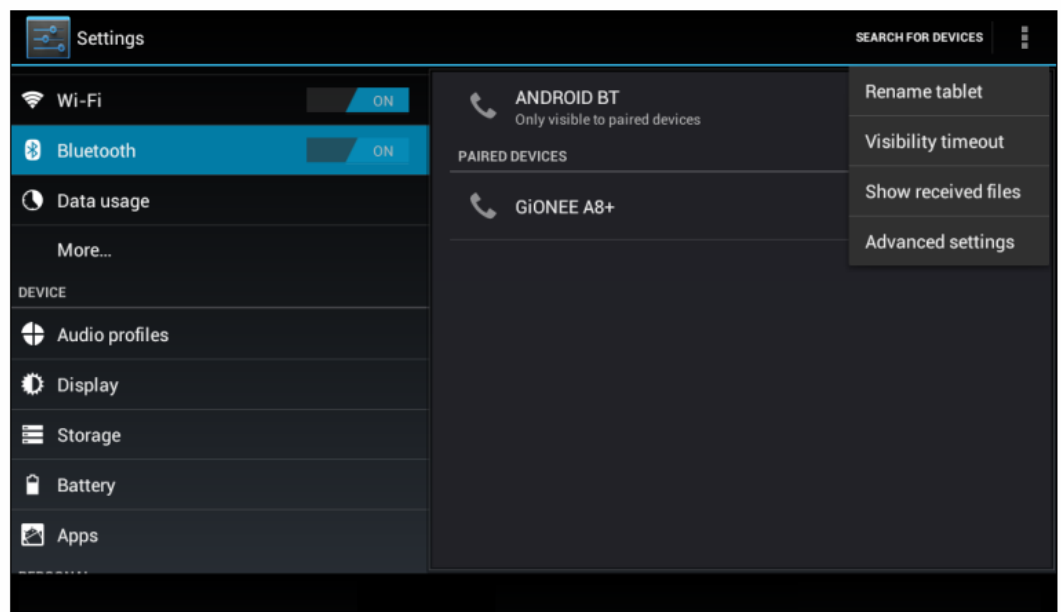 Settings
SEARCH FOR DEVICES
Wi-Fi
ON
Bluetooth
ON
Data usage
More...
DEVICE
Audio profiles
Display
Storage
Battery
Apps
ANDROID BT
Only visible to paired devices
PAIRED DEVICES
GiONEE A8+
Rename tablet
Visibility timeout
Show received files
Advanced settings